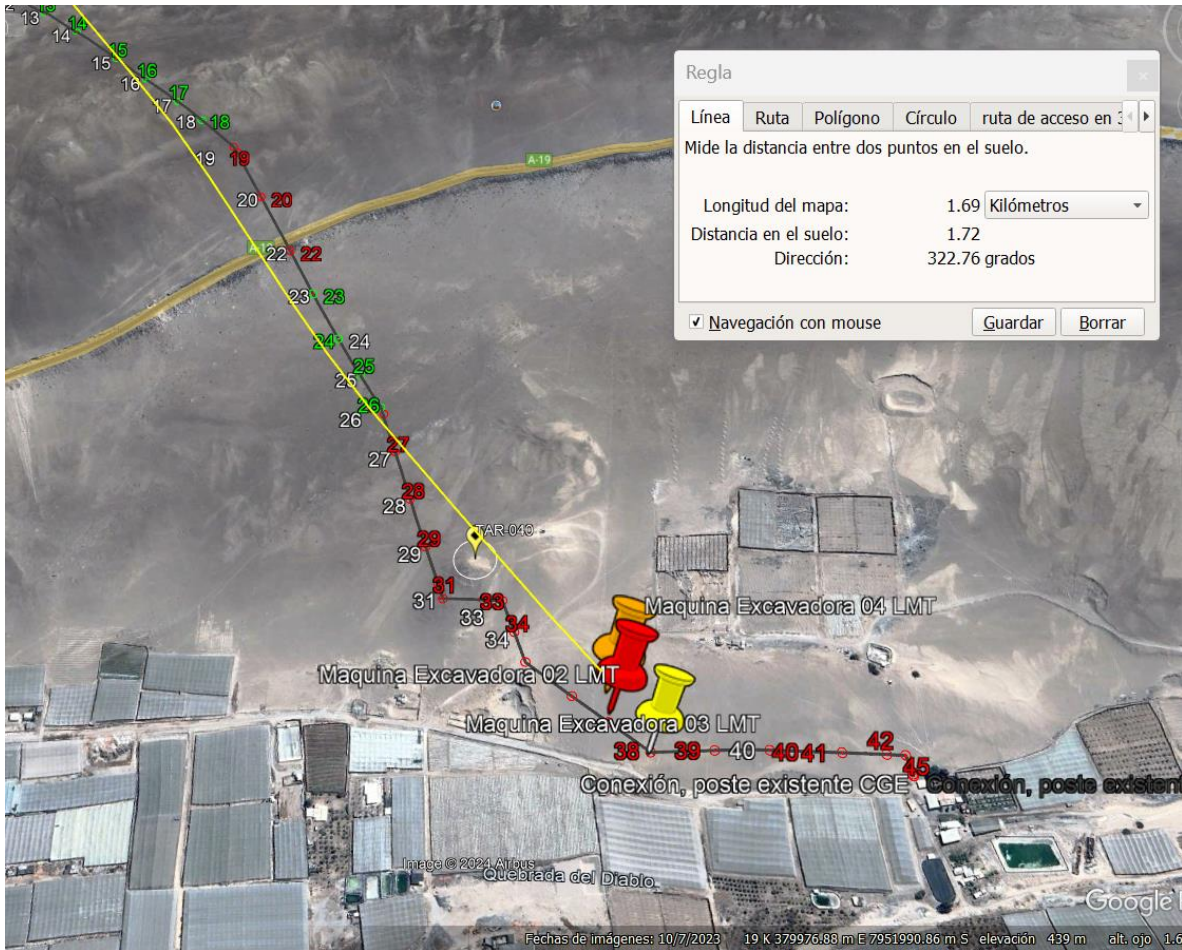 13
13
14
14
15
15
16
16
17
17
18
18
19
19
20
20
A-19
22
22
23
23
24
24
25
25
26
26
27
27
28
28
29
29
TAR-043
31
31
33
33
34
34
Maquina Excavadora 04 LMT
Maquina Excavadora 02 LMT
Maquina Excavadora 03 LMT
38
39
40
40
41
42
45
Conexión, poste existente CGE
Conexión, poste existent
Regla
Línea Ruta Polígono Círculo ruta de acceso en 3
Mide la distancia entre dos puntos en el suelo.
Longitud del mapa: 1.69 Kilómetros
Distancia en el suelo: 1.72
Dirección: 322.76 grados
Navegación con mouse Guardar Borrar
Image © 2024 Airbus
Quebrada del Diablo
Google
Fechas de imágenes: 10/7/2023 19 K 379976.88 m E 7951990.86 m S elevación 439 m alt. ojo 1.6